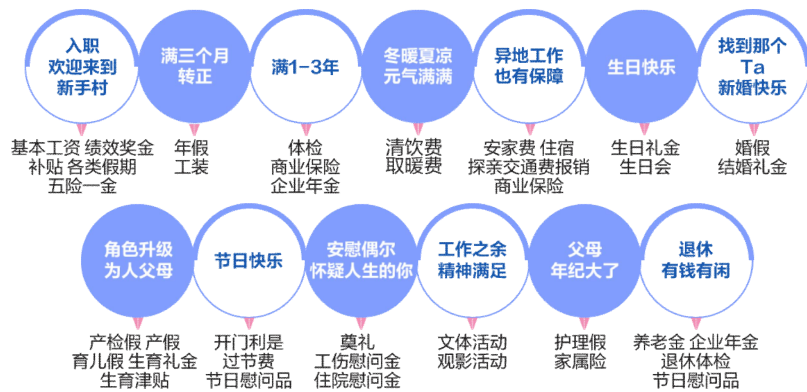 入职
欢迎来到
新手村
基本工资 绩效奖金
补贴 各类假期
五险一金
满三个月
转正
年假
工装
满1-3年
体检
商业保险
企业年金
冬暖夏凉
元气满满
清饮费
取暖费
异地工作
也有保障
安家费 住宿
探亲交通费报销
商业保险
生日快乐
生日礼金
生日会
找到那个
Ta
新婚快乐
婚假
结婚礼金
角色升级
为人父母
产检假 产假
育儿假 生育礼金
生育津贴
节日快乐
开门利是
过节费
节日慰问品
安慰偶尔
怀疑人生的你
奠礼
工伤慰问金
住院慰问金
工作之余
精神满足
文体活动
观影活动
父母
年纪大了
护理假
家属险
退休
有钱有闲
养老金 企业年金
退休体检
节日慰问品